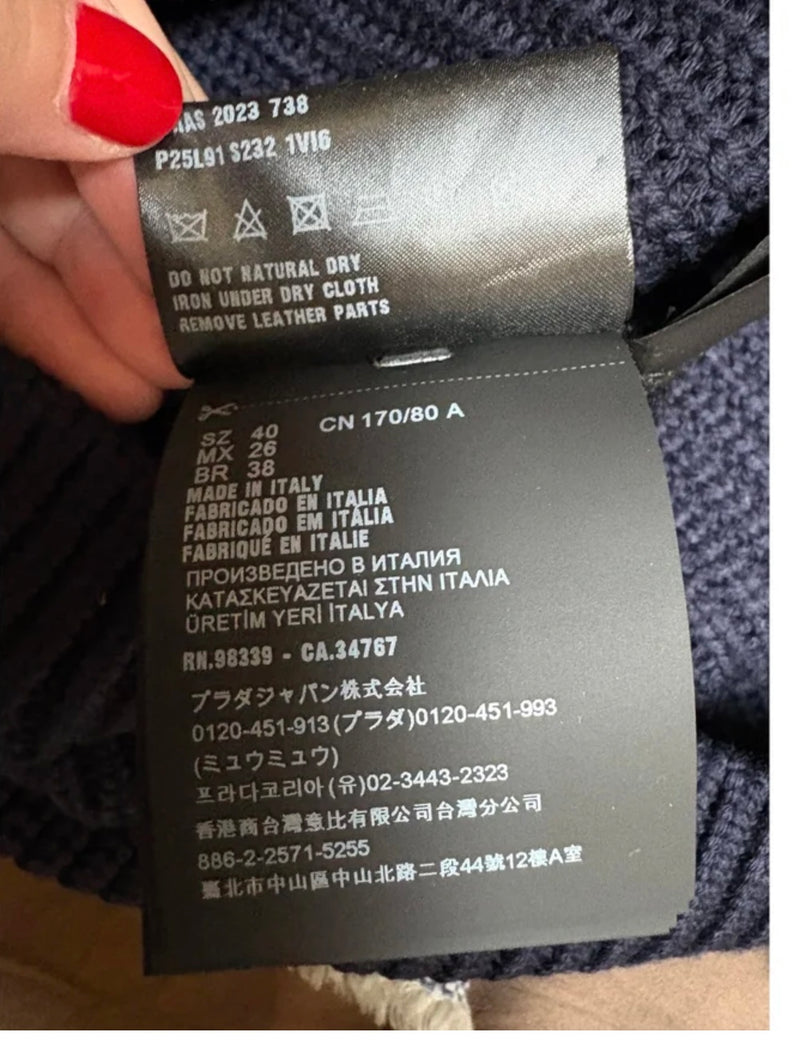 2023 738
P25L91 S232 1VI6
DO NOT NATURAL DRY
IRON UNDER DRY CLOTH
REMOVE LEATHER PARTS
CN 170/80 A
SZ 40
MX 26
BR 38
MADE IN ITALY
FABRICADO EN ITALIA
FABRICADO EM ITÁLIA
FABRIQUÉ EN ITALIE
ПРОИЗВЕДЕНО В ИТАЛИЯ
ΚΑΤΑΣΚΕΥΑΖΕΤΑΙ ΣΤΗΝ ΙΤΑΛΙΑ
ÜRETİM YERİ İTALYA
RN.98339 - CA.34767
プラダジャパン株式会社
0120-451-913(プラダ)0120-451-993
(ミュウミュウ)
프라다코리아(유)02-3443-2323
香港商台灣意比有限公司台灣分公司
886-2-2571-5255
臺北市中山區中山北路二段44號12樓A室